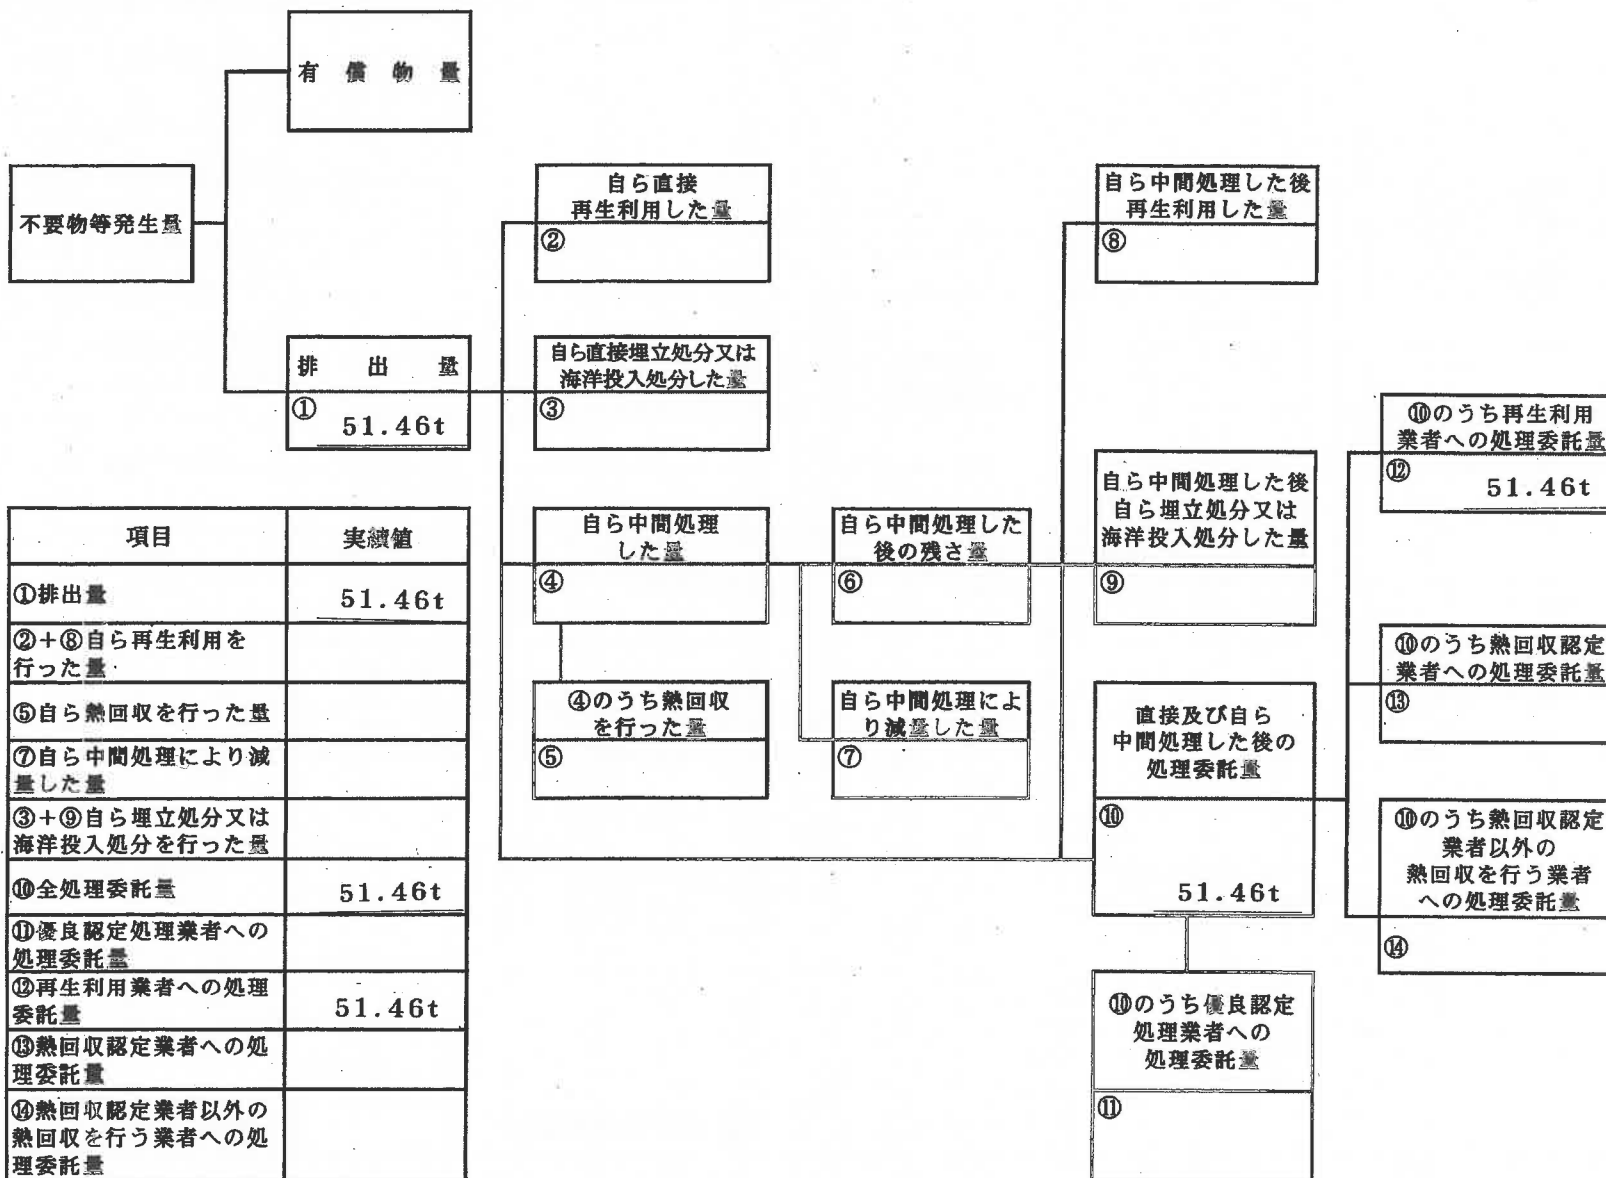 有償物量
不要物等発生量
自ら直接
再生利用した量
②
自ら中間処理した後
再生利用した量
⑧
排出量
①
51.46t
自ら直接埋立処分又は
海洋投入処分した量
③
⑩のうち再生利用
業者への処理委託量
⑫
51.46t
自ら中間処理
した量
④
自ら中間処理した
後の残さ量
⑥
自ら中間処理した後
自ら埋立処分又は
海洋投入処分した量
⑨
⑩のうち熱回収認定
業者への処理委託量
⑬
④のうち熱回収
を行った量
⑤
自ら中間処理によ
り減量した量
⑦
直接及び自ら
中間処理した後の
処理委託量
⑩
51.46t
⑩のうち熱回収認定
業者以外の
熱回収を行う業者
への処理委託量
⑭
⑩のうち優良認定
処理業者への
処理委託量
⑪
項目 実績値
①排出量 51.46t
②+⑧自ら再生利用を
行った量
⑤自ら熱回収を行った量
⑦自ら中間処理により減
量した量
③+⑨自ら埋立処分又は
海洋投入処分を行った量
⑩全処理委託量 51.46t
⑪優良認定処理業者への
処理委託量
⑫再生利用業者への処理
委託量 51.46t
⑬熱回収認定業者への処
理委託量
⑭熱回収認定業者以外の
熱回収を行う業者への処
理委託量